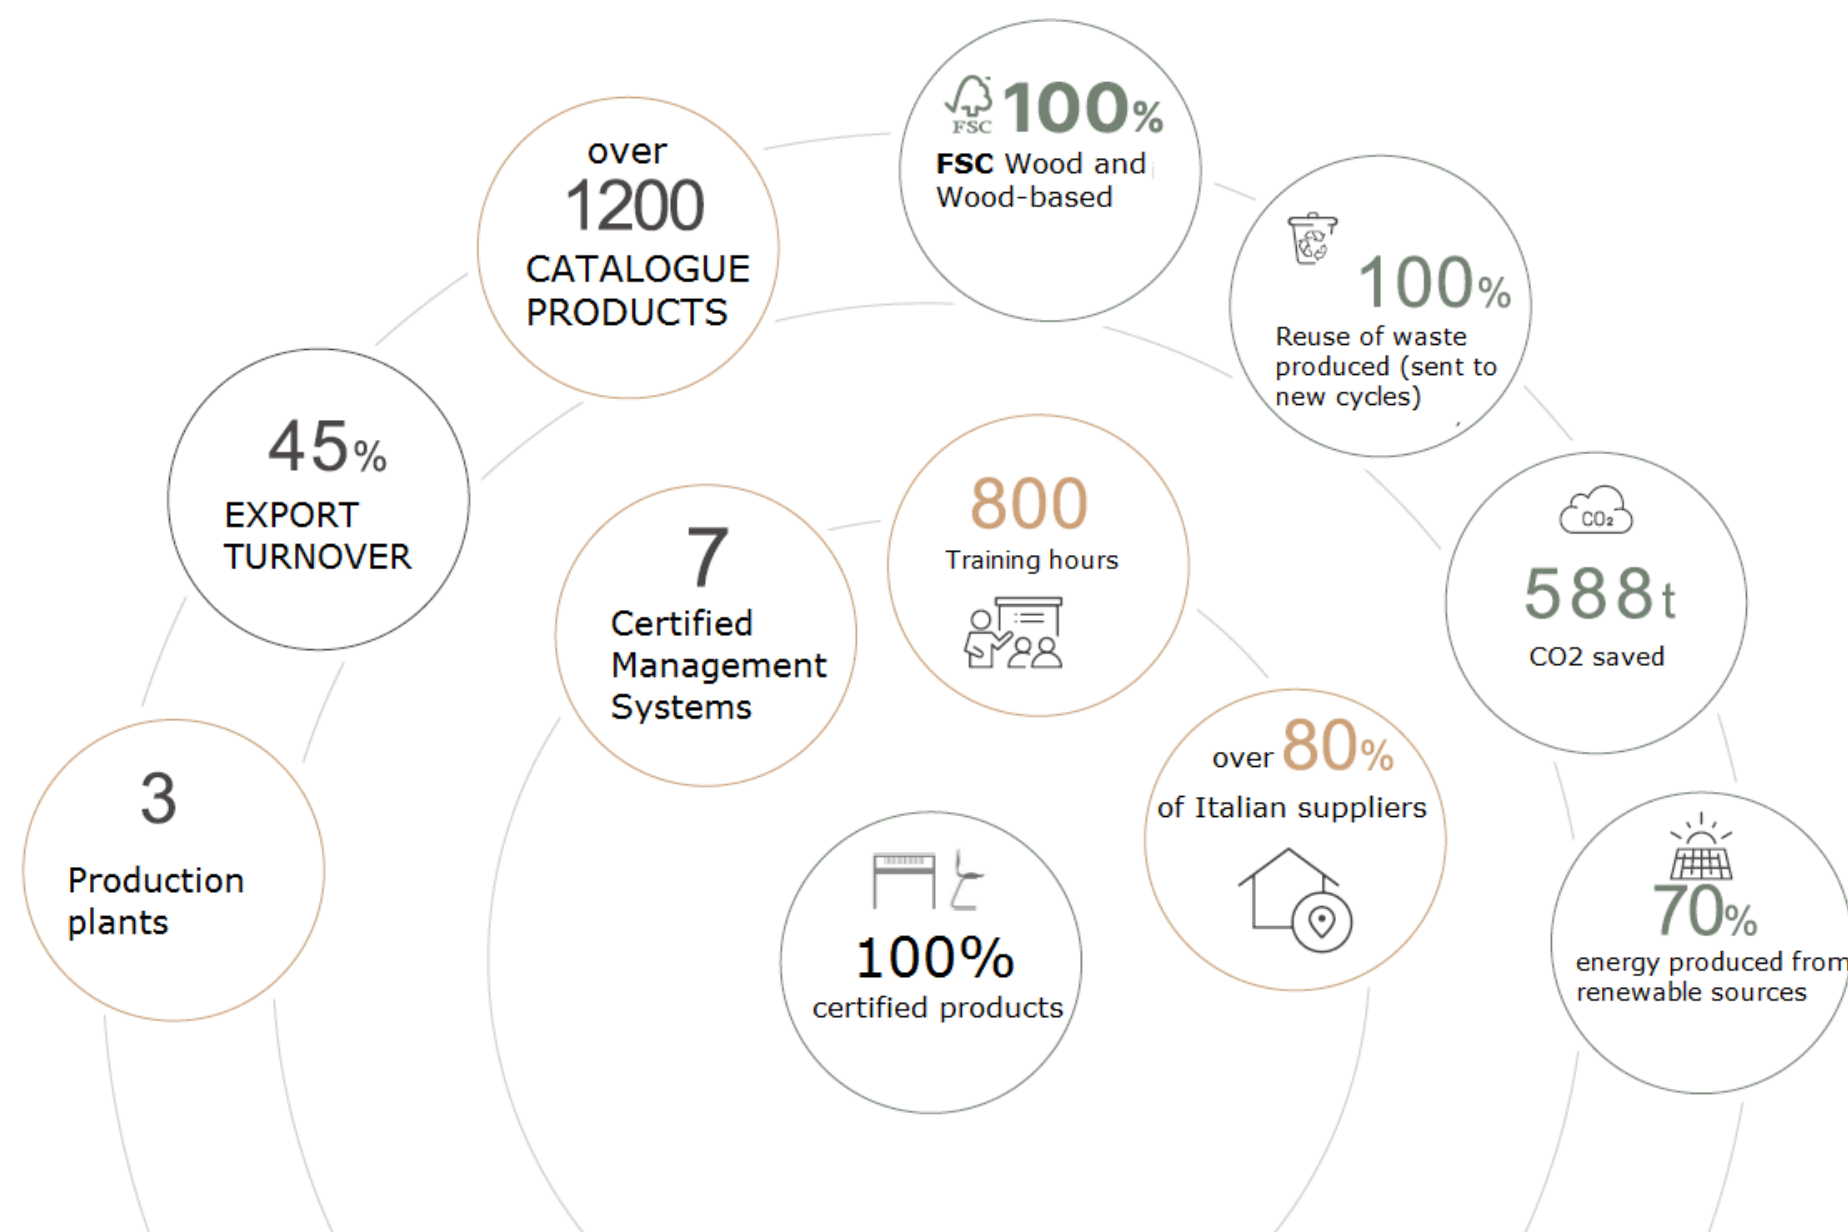 over
1200
CATALOGUE
PRODUCTS
FSC
100%
FSC Wood and
Wood-based
100%
Reuse of waste
produced (sent to
new cycles)
45%
EXPORT
TURNOVER
7
Certified
Management
Systems
800
Training hours
CO2
588t
CO2 saved
3
Production
plants
over 80%
of Italian suppliers
100%
certified products
70%
energy produced from
renewable sources